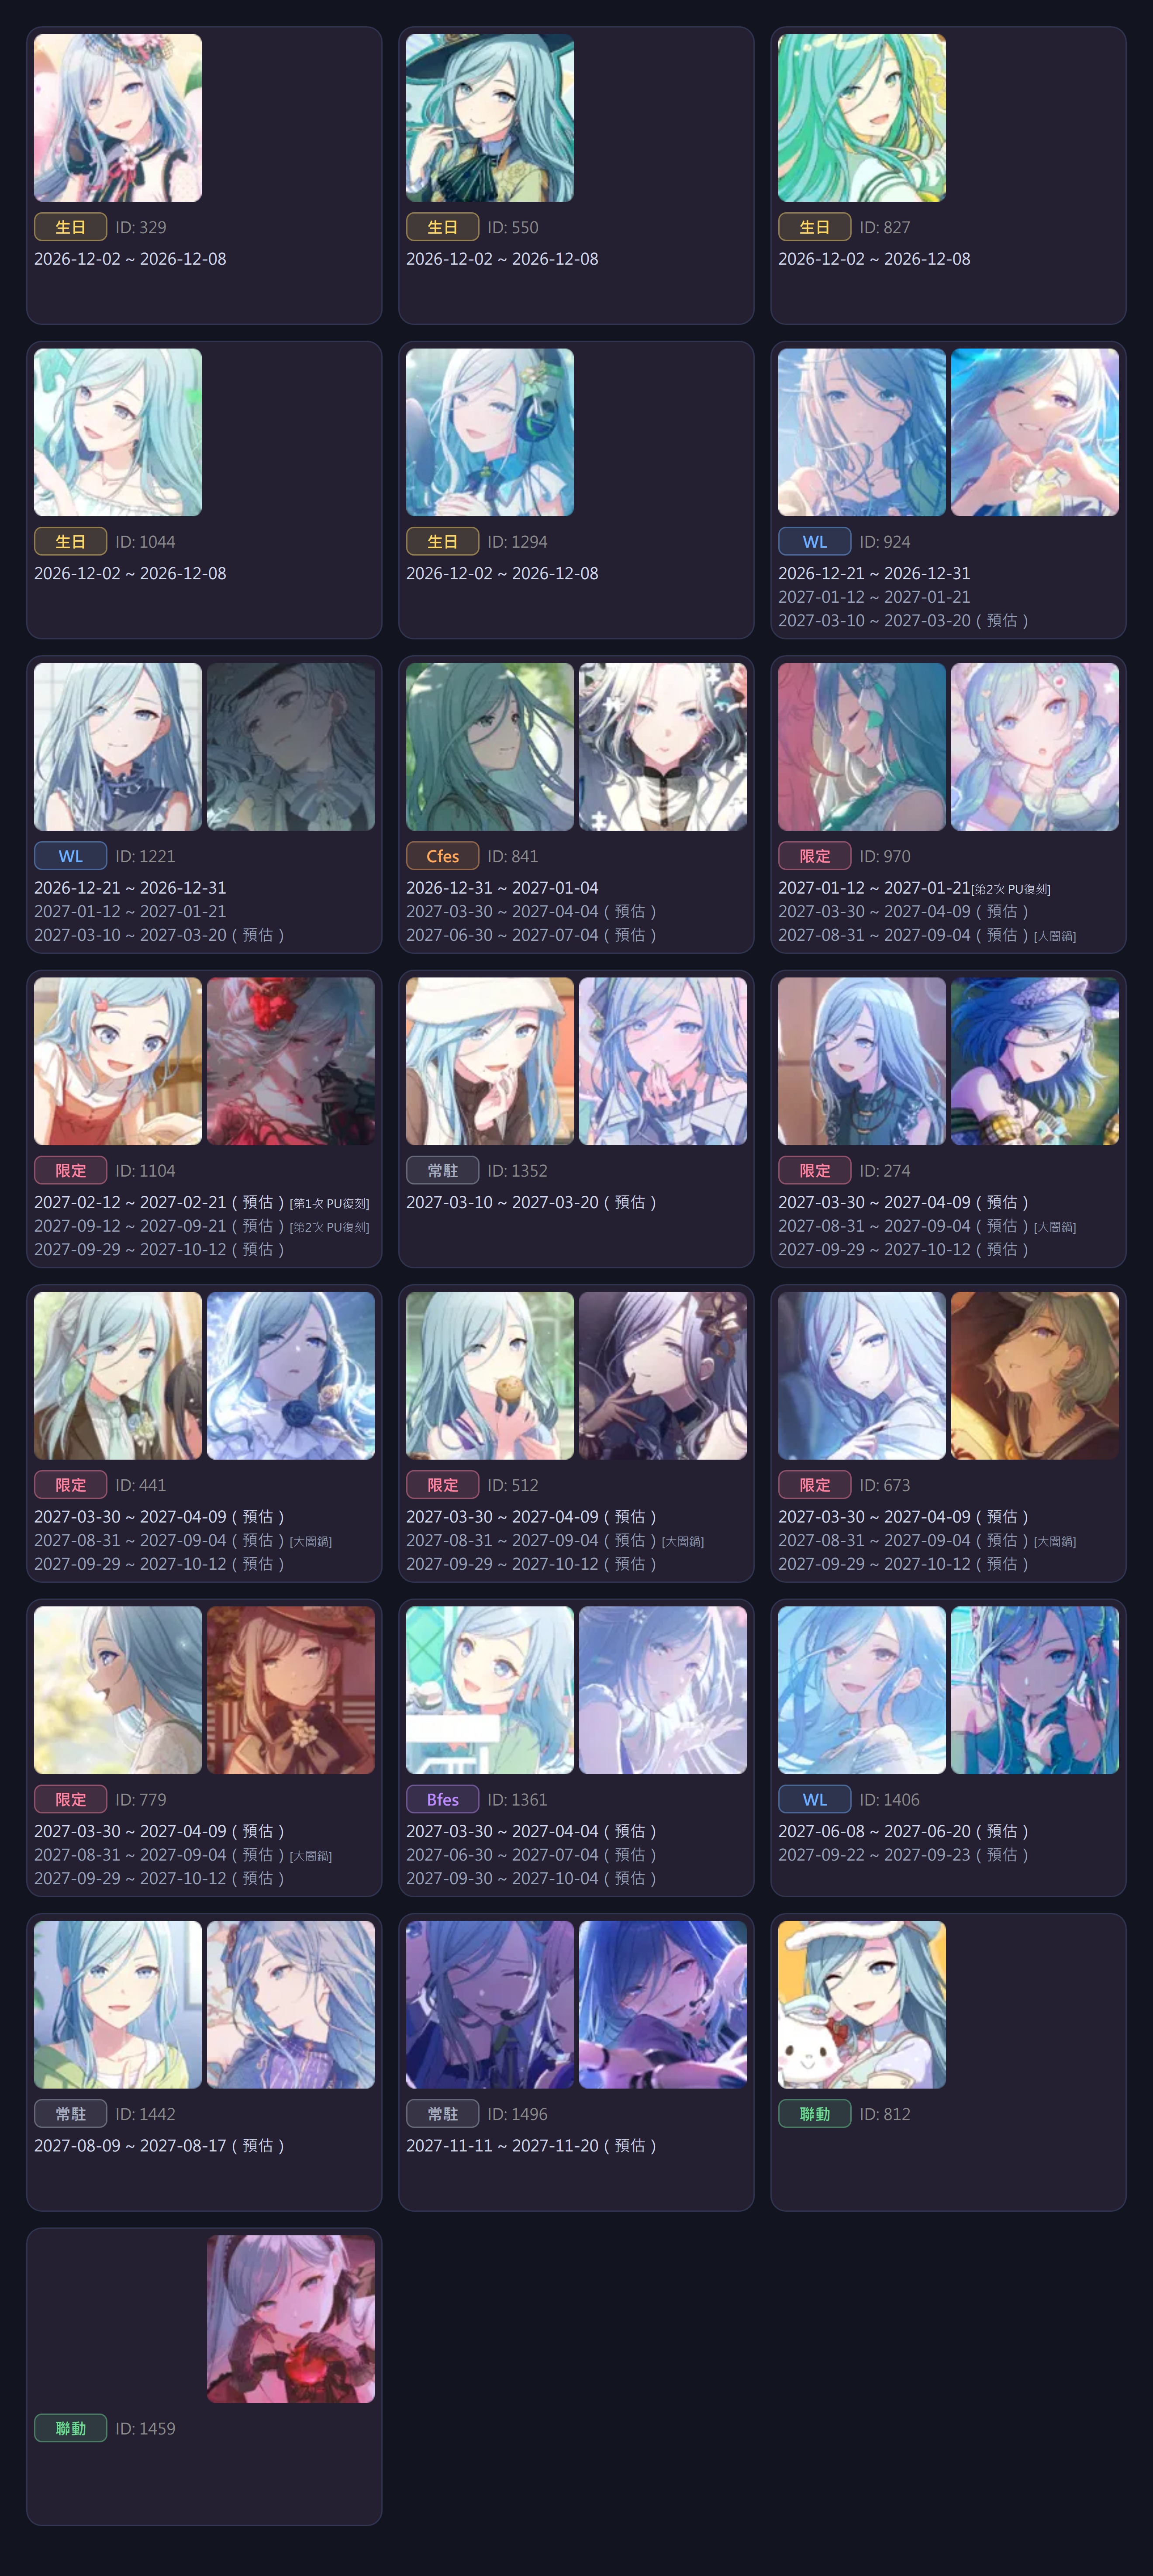 生日 ID: 329
2026-12-02 ~ 2026-12-08
生日 ID: 550
2026-12-02 ~ 2026-12-08
生日 ID: 827
2026-12-02 ~ 2026-12-08
生日 ID: 1044
2026-12-02 ~ 2026-12-08
生日 ID: 1294
2026-12-02 ~ 2026-12-08
WL ID: 924
2026-12-21 ~ 2026-12-31
2027-01-12 ~ 2027-01-21
2027-03-10 ~ 2027-03-20 ( 預估 )
WL ID: 1221
2026-12-21 ~ 2026-12-31
2027-01-12 ~ 2027-01-21
2027-03-10 ~ 2027-03-20 ( 預估 )
Cfes ID: 841
2026-12-31 ~ 2027-01-04
2027-03-30 ~ 2027-04-04 ( 預估 )
2027-06-30 ~ 2027-07-04 ( 預估 )
限定 ID: 970
2027-01-12 ~ 2027-01-21[第2次 PU復刻]
2027-03-30 ~ 2027-04-09 ( 預估 )
2027-08-31 ~ 2027-09-04 ( 預估 ) [大閤鍋]
限定 ID: 1104
2027-02-12 ~ 2027-02-21 ( 預估 ) [第1次 PU復刻]
2027-09-12 ~ 2027-09-21 ( 預估 ) [第2次 PU復刻]
2027-09-29 ~ 2027-10-12 ( 預估 )
常駐 ID: 1352
2027-03-10 ~ 2027-03-20 ( 預估 )
限定 ID: 274
2027-03-30 ~ 2027-04-09 ( 預估 )
2027-08-31 ~ 2027-09-04 ( 預估 ) [大閤鍋]
2027-09-29 ~ 2027-10-12 ( 預估 )
限定 ID: 441
2027-03-30 ~ 2027-04-09 ( 預估 )
2027-08-31 ~ 2027-09-04 ( 預估 ) [大閤鍋]
2027-09-29 ~ 2027-10-12 ( 預估 )
限定 ID: 512
2027-03-30 ~ 2027-04-09 ( 預估 )
2027-08-31 ~ 2027-09-04 ( 預估 ) [大閤鍋]
2027-09-29 ~ 2027-10-12 ( 預估 )
限定 ID: 673
2027-03-30 ~ 2027-04-09 ( 預估 )
2027-08-31 ~ 2027-09-04 ( 預估 ) [大閤鍋]
2027-09-29 ~ 2027-10-12 ( 預估 )
限定 ID: 779
2027-03-30 ~ 2027-04-09 ( 預估 )
2027-08-31 ~ 2027-09-04 ( 預估 ) [大閤鍋]
2027-09-29 ~ 2027-10-12 ( 預估 )
Bfes ID: 1361
2027-03-30 ~ 2027-04-04 ( 預估 )
2027-06-30 ~ 2027-07-04 ( 預估 )
2027-09-30 ~ 2027-10-04 ( 預估 )
WL ID: 1406
2027-06-08 ~ 2027-06-20 ( 預估 )
2027-09-22 ~ 2027-09-23 ( 預估 )
常駐 ID: 1442
2027-08-09 ~ 2027-08-17 ( 預估 )
常駐 ID: 1496
2027-11-11 ~ 2027-11-20 ( 預估 )
聯動 ID: 812
聯動 ID: 1459